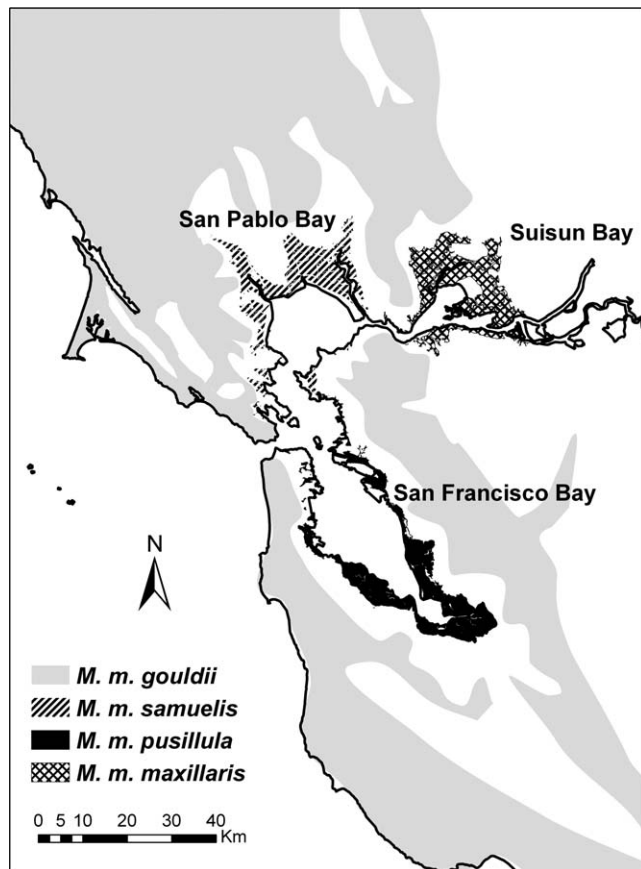 San Pablo Bay
Suisun Bay
San Francisco Bay
N
M. m. gouldii
M. m. samuelis
M. m. pusillula
M. m. maxillaris
0 5 10 20 30 40
Km